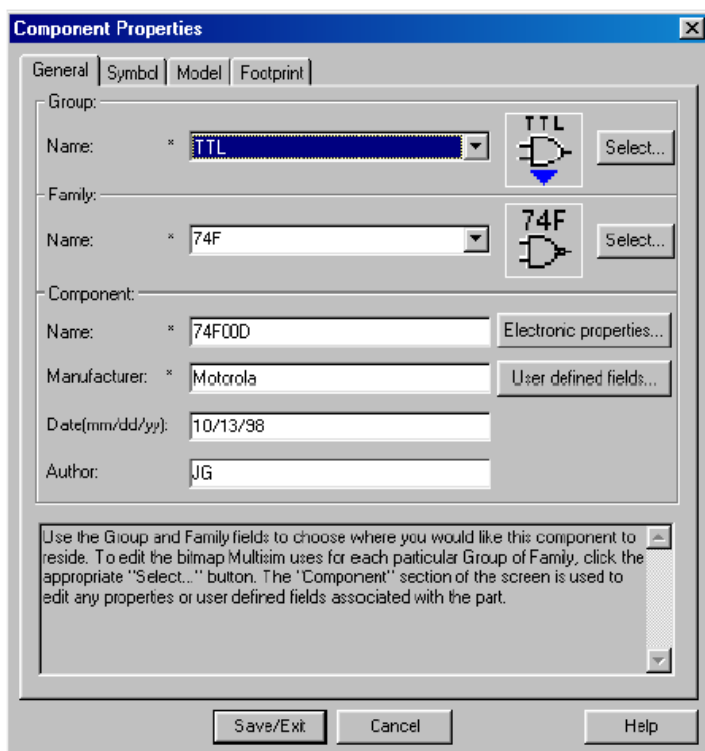 Component Properties
General Symbol Model Footprint
Group:
TTL
Name: * TTL Select...
Family:
74F
Name: * 74F Select...
Component:
Name: * 74F00D Electronic properties...
Manufacturer: * Motorola User defined fields...
Date(mm/dd/yy): 10/13/98
Author: JG
Use the Group and Family fields to choose where you would like this component to
reside. To edit the bitmap Multisim uses for each particular Group of Family, click the
appropriate "Select..." button. The "Component" section of the screen is used to
edit any properties or user defined fields associated with the part.
Save/Exit Cancel Help